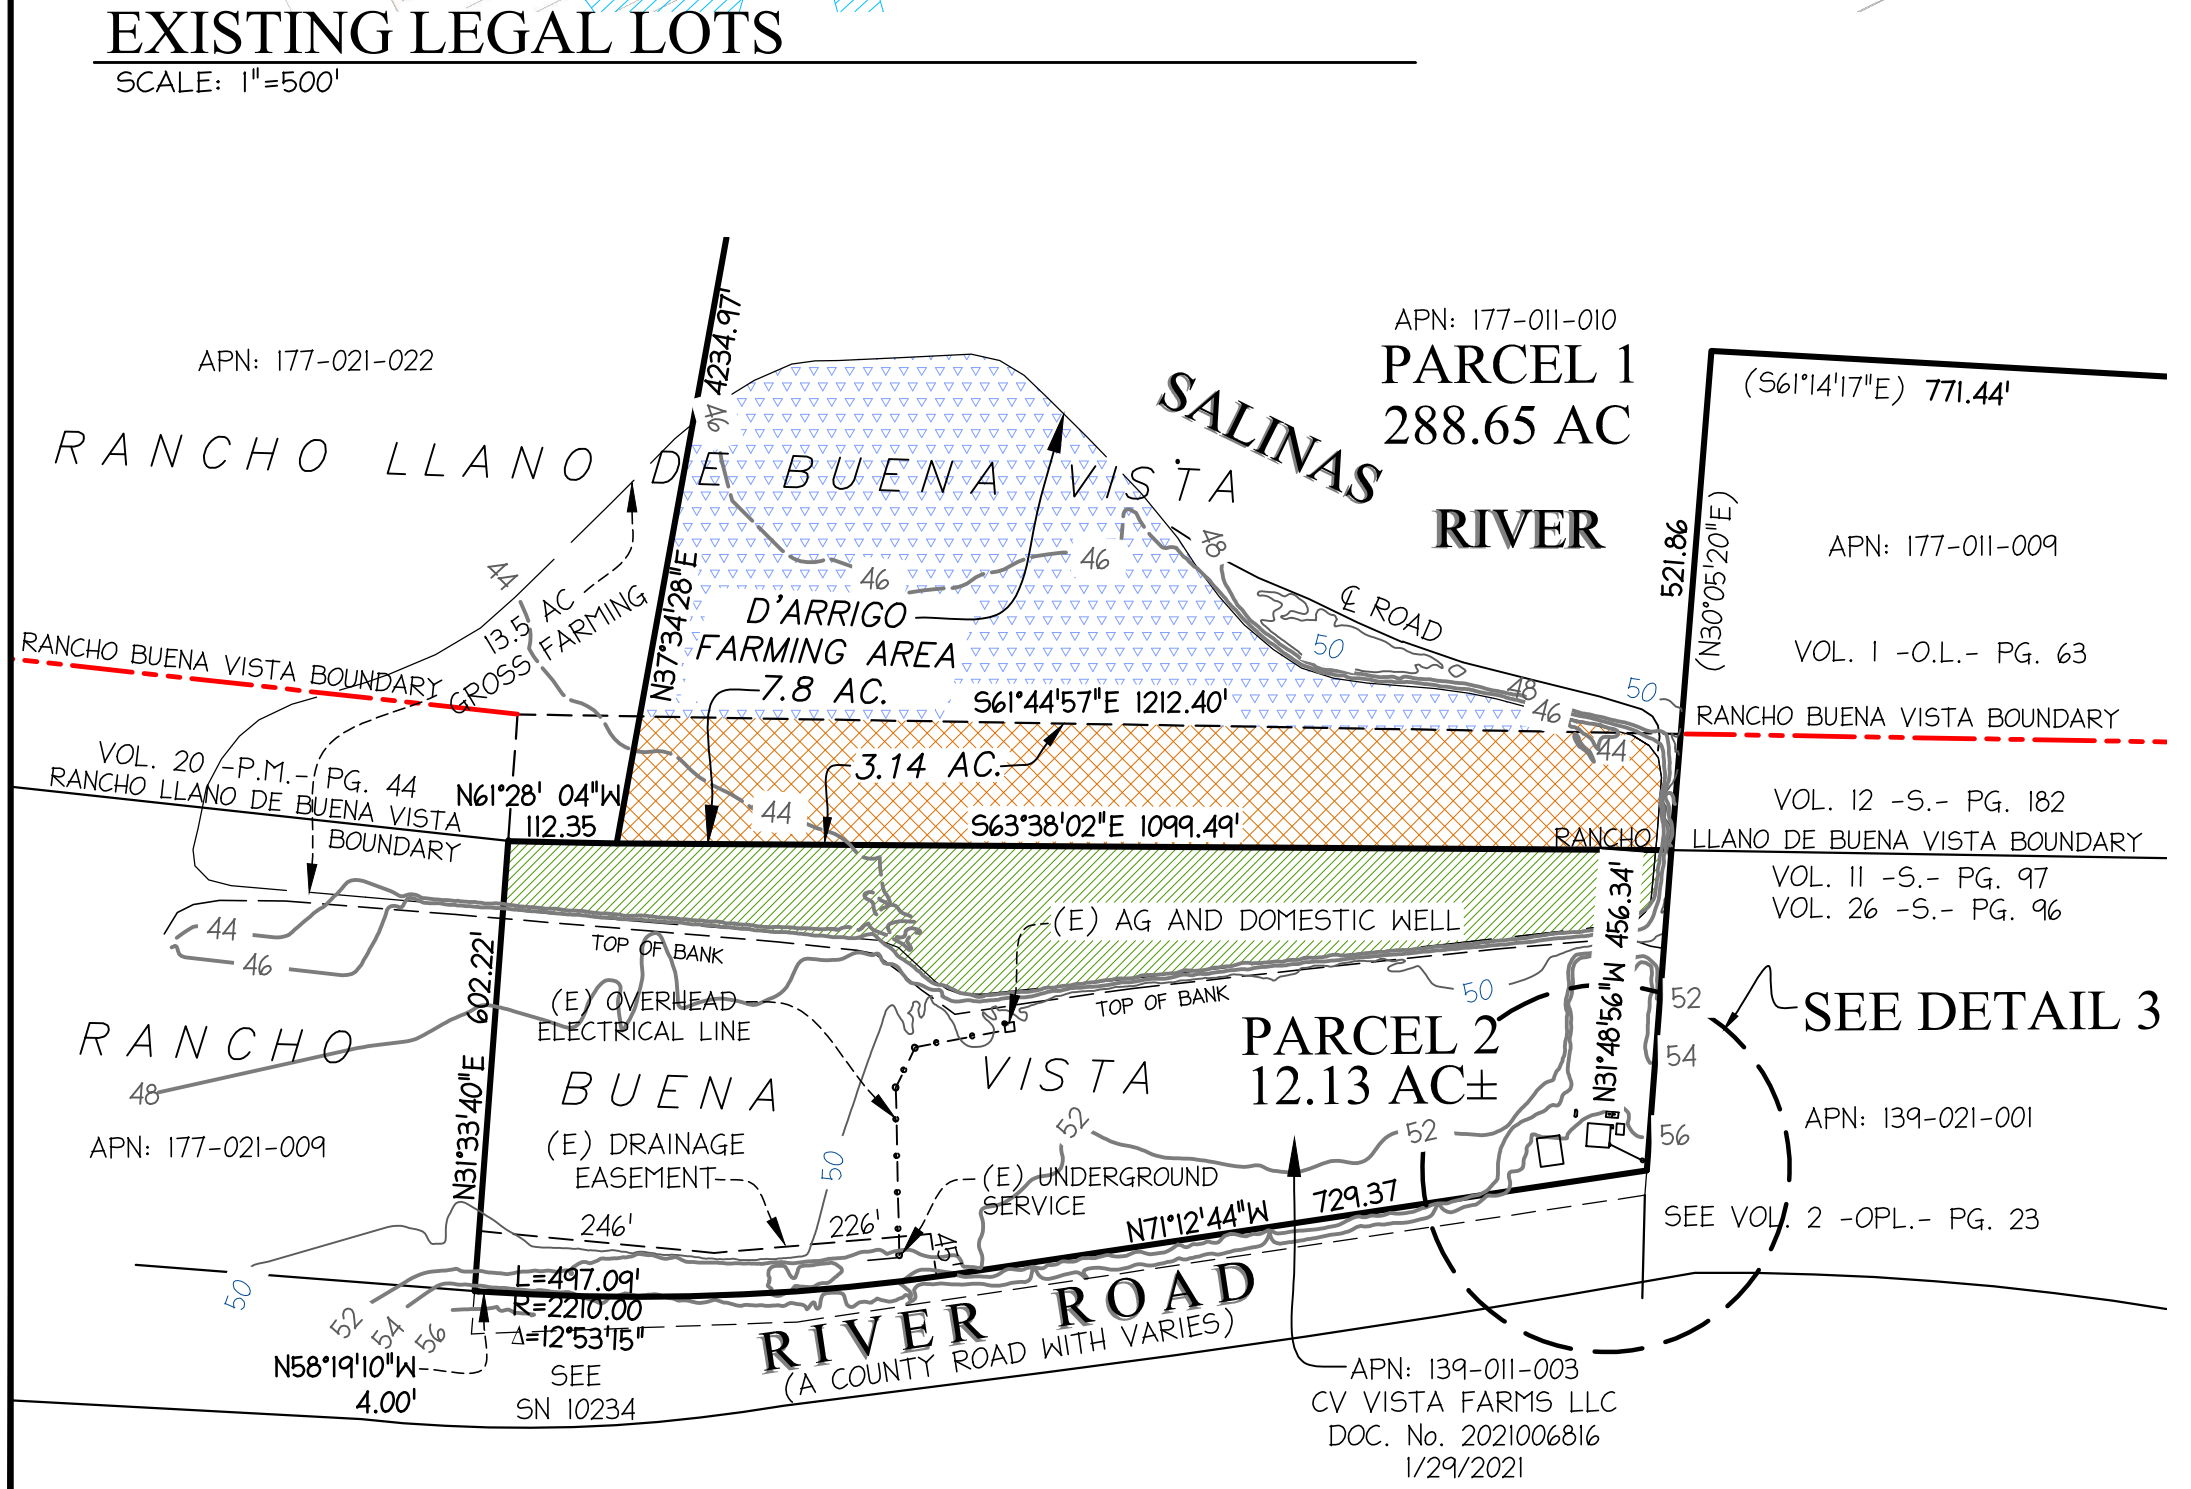 EXISTING LEGAL LOTS
SCALE: 1"=500'
4234.97'
APN: 177-011-010
PARCEL 1
288.65 AC
APN: 177-021-022
(S61°14'17"E) 771.44'
SALINAS
RIVER
RANCHO LLANO DE BUENA VISTA
46
48
521.86
(N30°05'20"E)
APN: 177-011-009
44
46
46
13.5 AC
GROSS FARMING
N37°34'28"E
D'ARRIGO
FARMING AREA
7.8 AC.
℄ ROAD
50
VOL. 1 -O.L.- PG. 63
RANCHO BUENA VISTA BOUNDARY
S61°44'57"E 1212.40'
48
46
50
44
RANCHO BUENA VISTA BOUNDARY
VOL. 20 -P.M.- PG. 44
RANCHO LLANO DE BUENA VISTA
BOUNDARY
N61°28' 04"W
112.35
3.14 AC.
44
S63°38'02"E 1099.49'
VOL. 12 -S.- PG. 182
RANCHO LLANO DE BUENA VISTA BOUNDARY
VOL. 11 -S.- PG. 97
VOL. 26 -S.- PG. 96
44
46
TOP OF BANK
(E) AG AND DOMESTIC WELL
N31°48'56"W 456.34'
N31°33'40"E 602.22'
(E) OVERHEAD
ELECTRICAL LINE
TOP OF BANK
50
52
SEE DETAIL 3
RANCHO
BUENA
VISTA
PARCEL 2
12.13 AC±
54
48
APN: 177-021-009
(E) DRAINAGE
EASEMENT
50
52
52
56
APN: 139-021-001
(E) UNDERGROUND
SERVICE
246'
226'
45'
N71°12'44"W 729.37
SEE VOL. 2 -OPL.- PG. 23
50
52
54
56
L=497.09'
R=2210.00
Δ=12°53'15"
SEE
SN 10234
N58°19'10"W
4.00'
RIVER ROAD
(A COUNTY ROAD WITH VARIES)
APN: 139-011-003
CV VISTA FARMS LLC
DOC. No. 2021006816
1/29/2021